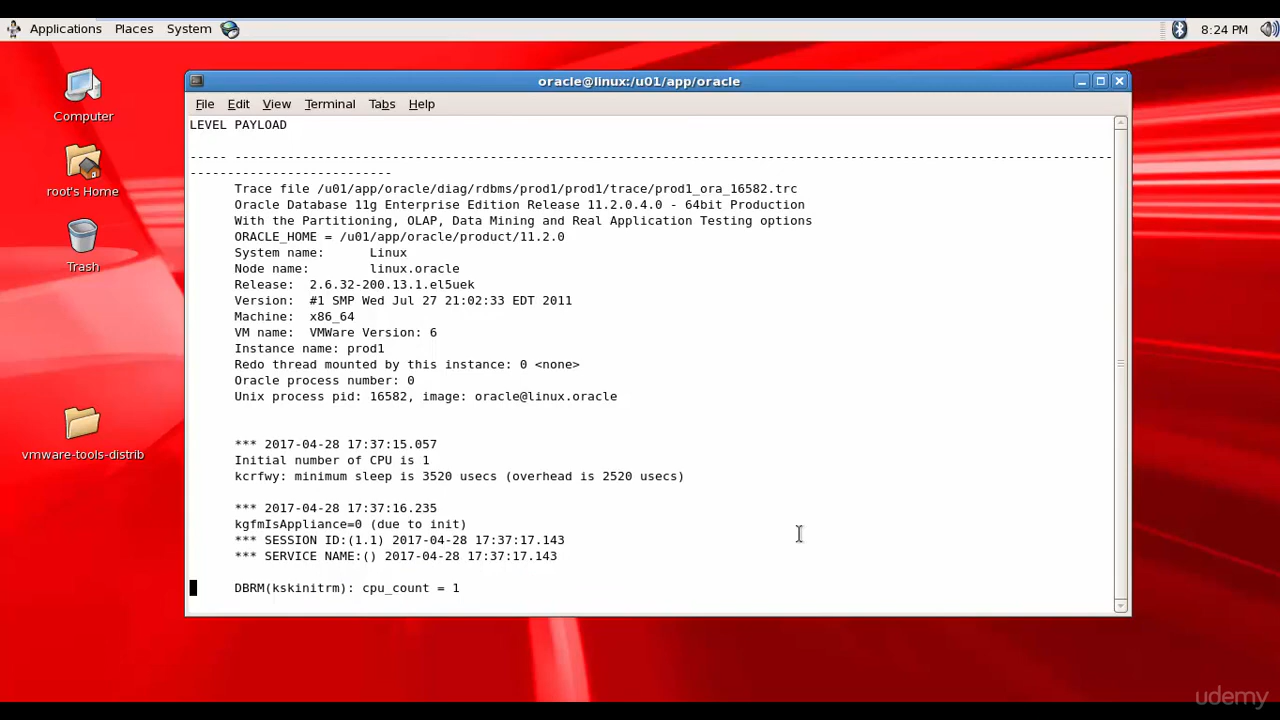 Applications Places System 8:24 PM
oracle@linux:/u01/app/oracle
File Edit View Terminal Tabs Help
Computer
root's Home
Trash
vmware-tools-distrib
LEVEL PAYLOAD
----- ---------------------------------------------------------------------------------------------------------------------
---------------------------
Trace file /u01/app/oracle/diag/rdbms/prod1/prod1/trace/prod1_ora_16582.trc
Oracle Database 11g Enterprise Edition Release 11.2.0.4.0 - 64bit Production
With the Partitioning, OLAP, Data Mining and Real Application Testing options
ORACLE_HOME = /u01/app/oracle/product/11.2.0
System name: Linux
Node name: linux.oracle
Release: 2.6.32-200.13.1.el5uek
Version: #1 SMP Wed Jul 27 21:02:33 EDT 2011
Machine: x86_64
VM name: VMWare Version: 6
Instance name: prod1
Redo thread mounted by this instance: 0 <none>
Oracle process number: 0
Unix process pid: 16582, image: oracle@linux.oracle
*** 2017-04-28 17:37:15.057
Initial number of CPU is 1
kcrfwy: minimum sleep is 3520 usecs (overhead is 2520 usecs)
*** 2017-04-28 17:37:16.235
kgfmIsAppliance=0 (due to init)
*** SESSION ID:(1.1) 2017-04-28 17:37:17.143
*** SERVICE NAME:() 2017-04-28 17:37:17.143
DBRM(kskinitrm): cpu_count = 1
udemy